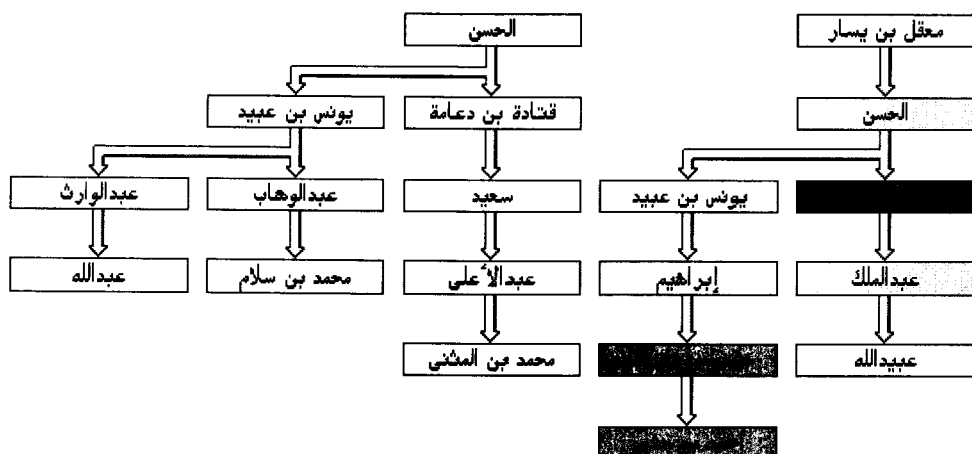 معقل بن يسار
الحسن
الحسن
قتادة بن دعامة
يونس بن عبيد
يونس بن عبيد
سعيد
عبدالوهاب
عبدالوارث
عبدالملك
إبراهيم
عبدالأعلى
محمد بن سلام
عبدالله
عبيدالله
محمد بن المثنى